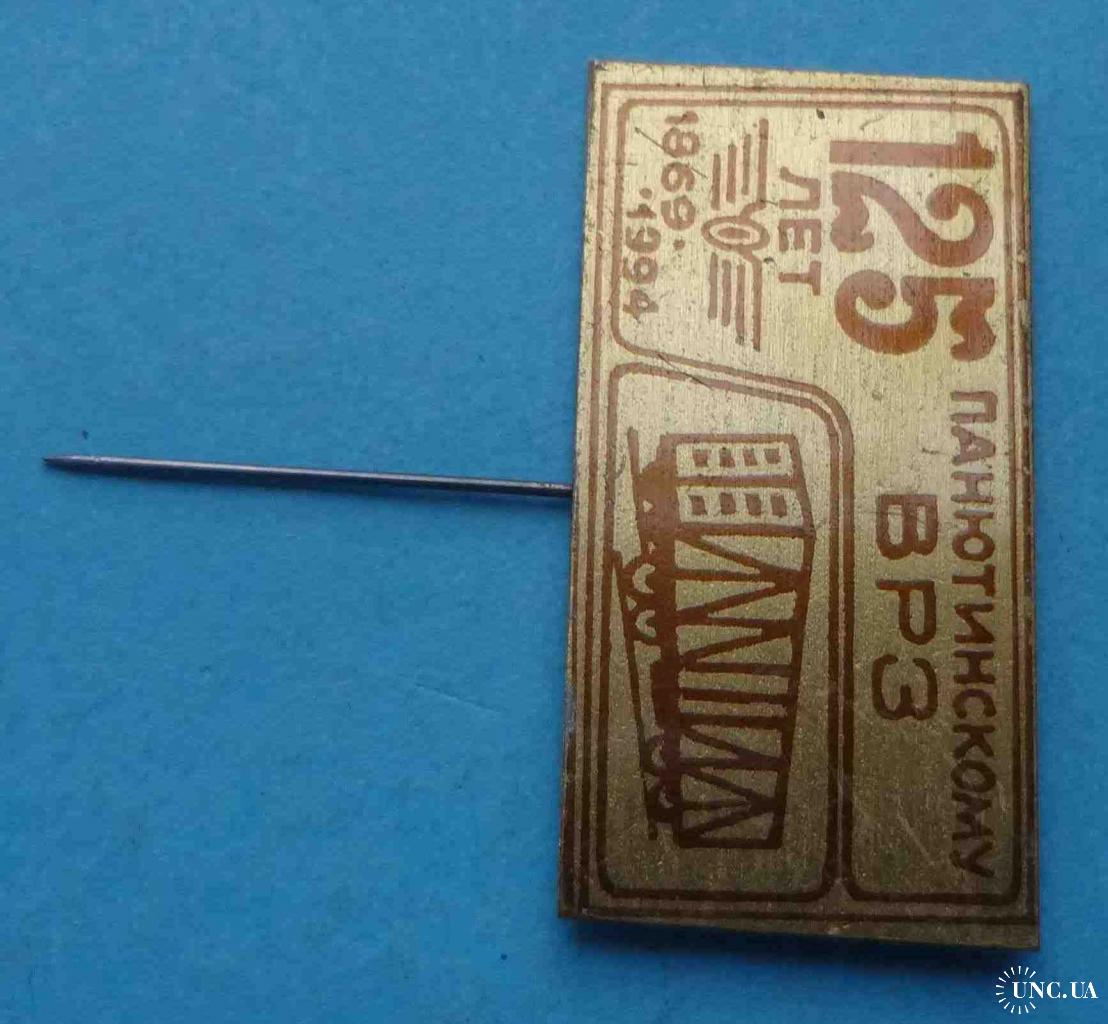 125
ЛЕТ
1869·
·1994
ПАНЮТИНСКОМУ
ВРЗ
UNC.UA